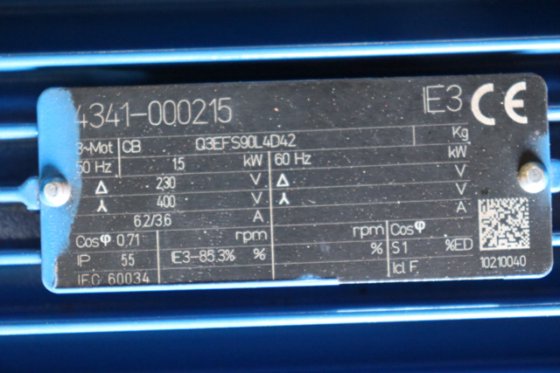 4341-000215 IE3 CE
3~Mot CB Q3EFS90L4D42 Kg
50 Hz 1,5 kW 60 Hz kW
Δ 230 V Δ V
400 V V
6.2/3.6 A A
Cosφ 0,71 rpm rpm Cosφ
IP 55 IE3-85.3% % % S1 %ED
IEC 60034 Icl F 10210040